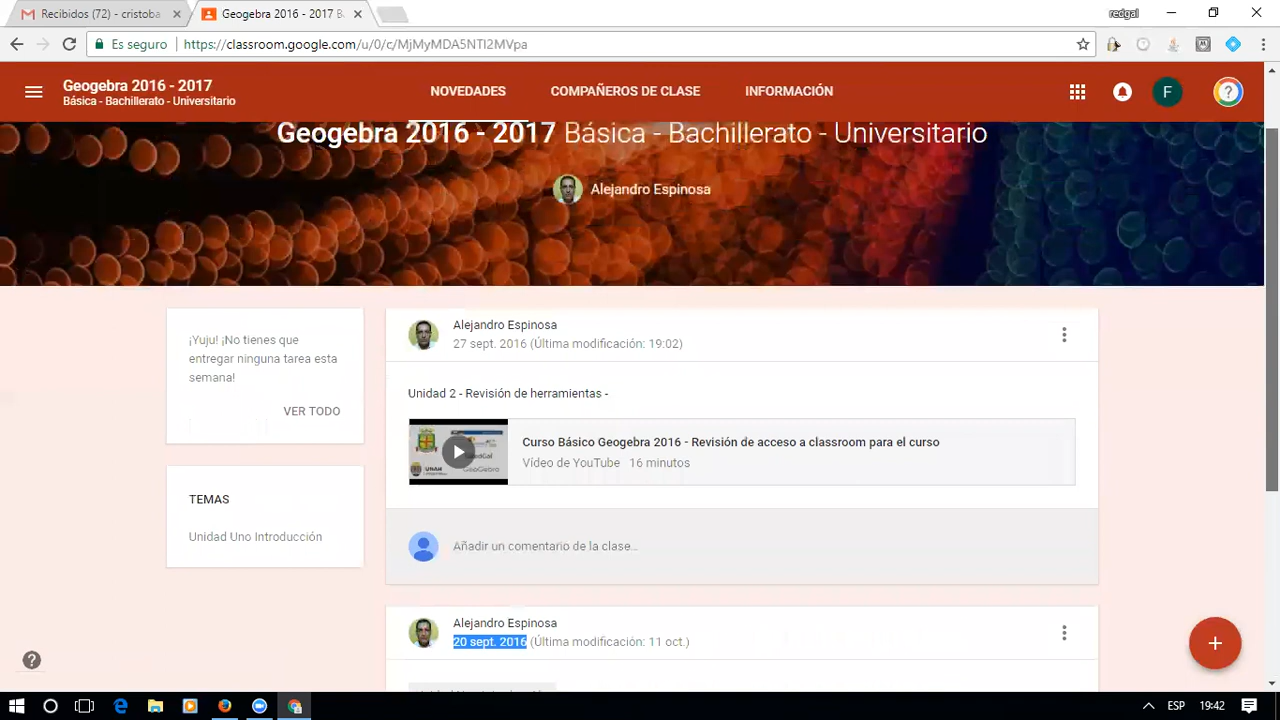 Recibidos (72) - cristoba
Geogebra 2016 - 2017 B
redgal
Es seguro
https://classroom.google.com/u/0/c/MjMyMDA5NTI2MVpa
Geogebra 2016 - 2017
Básica - Bachillerato - Universitario
NOVEDADES
COMPAÑEROS DE CLASE
INFORMACIÓN
F
Geogebra 2016 - 2017 Básica - Bachillerato - Universitario
Alejandro Espinosa
¡Yuju! ¡No tienes que
entregar ninguna tarea esta
semana!
VER TODO
TEMAS
Unidad Uno Introducción
Alejandro Espinosa
27 sept. 2016 (Última modificación: 19:02)
Unidad 2 - Revisión de herramientas -
UNAH
RedGal
GeoGebra
Curso Básico Geogebra 2016 - Revisión de acceso a classroom para el curso
Vídeo de YouTube 16 minutos
Añadir un comentario de la clase...
Alejandro Espinosa
20 sept. 2016 (Última modificación: 11 oct.)
ESP
19:42